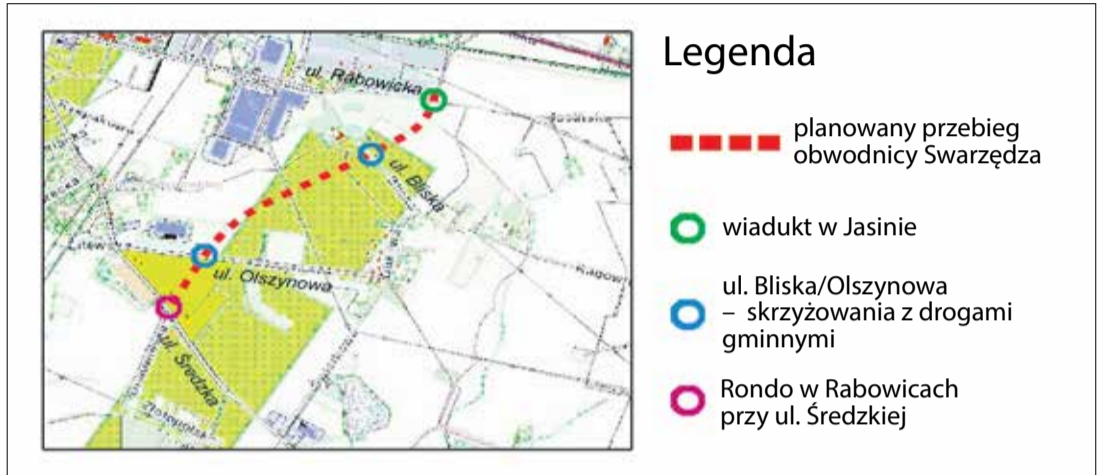 ul. Rabowicka
ul. Bliska
ul. Olszynowa
ul. Średzka
Legenda
planowany przebieg
obwodnicy Swarzędza
wiadukt w Jasinie
ul. Bliska/Olszynowa
– skrzyżowania z drogami
gminnymi
Rondo w Rabowicach
przy ul. Średzkiej